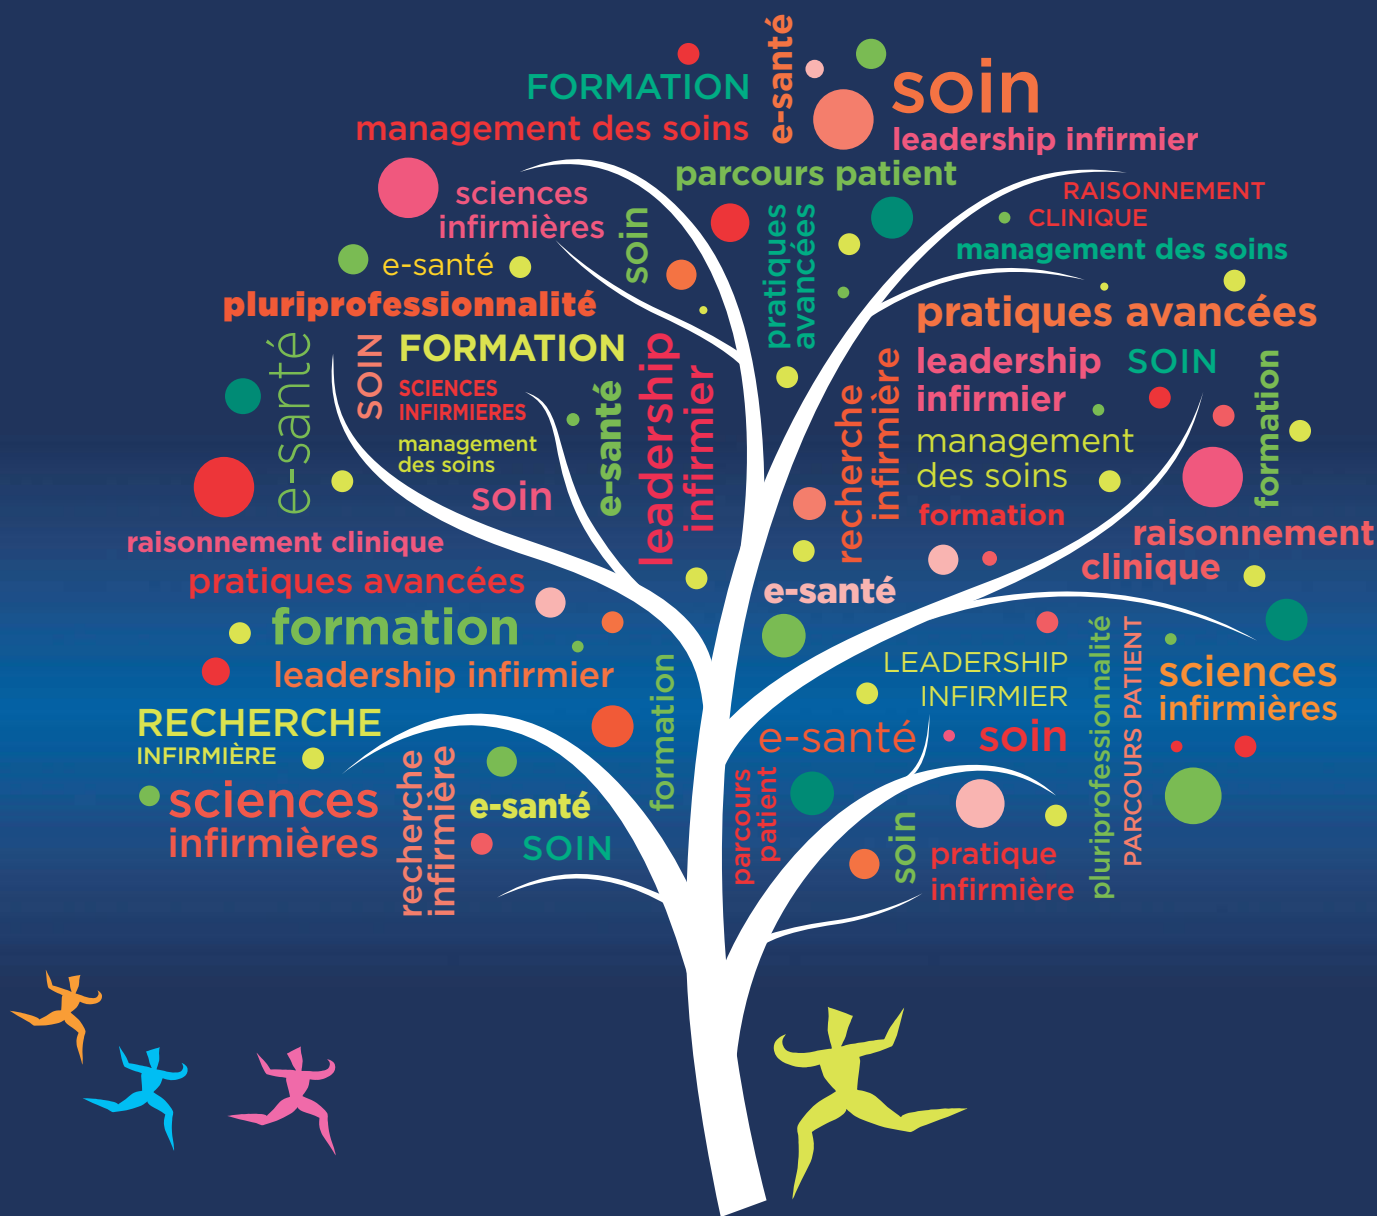 FORMATION
management des soins
e-santé
soin
leadership infirmier
parcours patient
sciences
infirmières
soin
pratiques
avancées
RAISONNEMENT
CLINIQUE
management des soins
e-santé
pluriprofessionnalité
pratiques avancées
e-santé
SOIN
FORMATION
SCIENCES
INFIRMIERES
management
des soins
soin
e-santé
leadership
infirmier
recherche
infirmière
leadership
infirmier
SOIN
management
des soins
formation
formation
raisonnement
clinique
raisonnement clinique
pratiques avancées
formation
leadership infirmier
e-santé
formation
LEADERSHIP
INFIRMIER
e-santé
soin
pluriprofessionnalité
PARCOURS PATIENT
sciences
infirmières
RECHERCHE
INFIRMIÈRE
sciences
infirmières
recherche
infirmière
e-santé
SOIN
parcours
patient
soin
pratique
infirmière